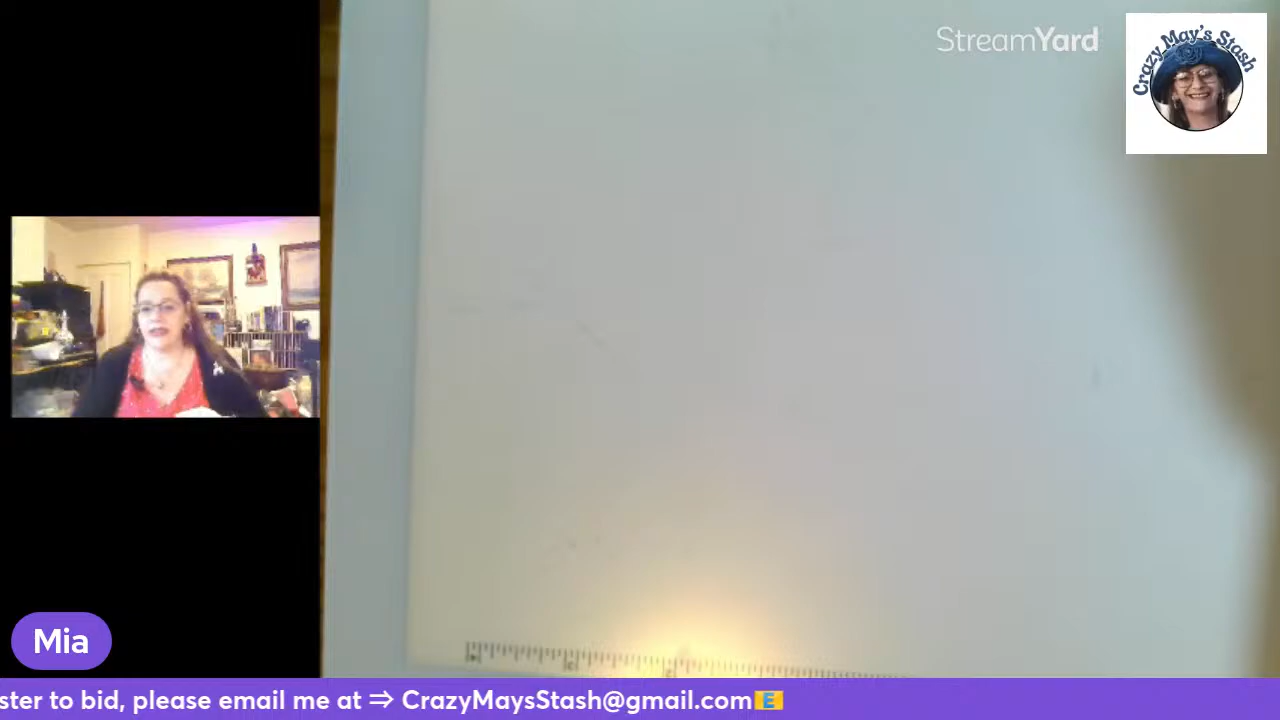 StreamYard
Crazy May's Stash
Mia
ster to bid, please email me at ⇒ CrazyMaysStash@gmail.com📧